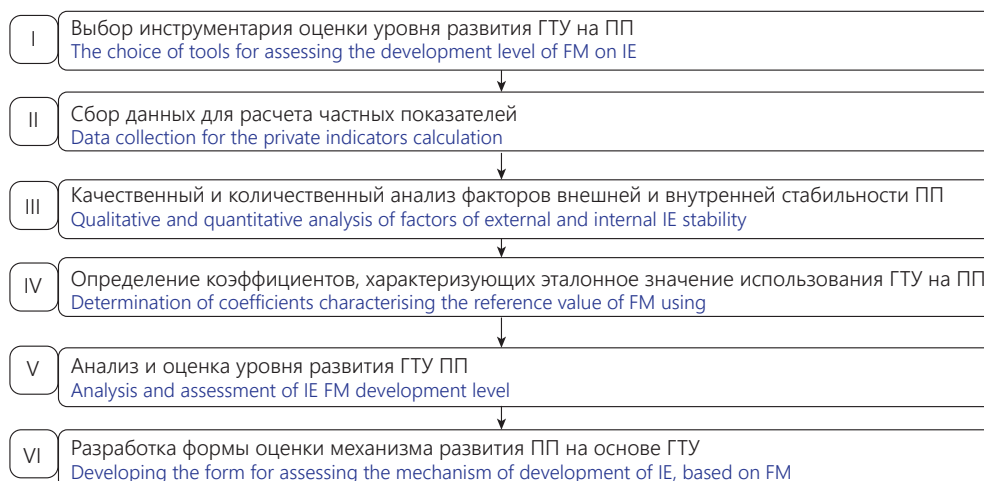 I
Выбор инструментария оценки уровня развития ГТУ на ПП
The choice of tools for assessing the development level of FM on IE
II
Сбор данных для расчета частных показателей
Data collection for the private indicators calculation
III
Качественный и количественный анализ факторов внешней и внутренней стабильности ПП
Qualitative and quantitative analysis of factors of external and internal IE stability
IV
Определение коэффициентов, характеризующих эталонное значение использования ГТУ на ПП
Determination of coefficients characterising the reference value of FM using
V
Анализ и оценка уровня развития ГТУ ПП
Analysis and assessment of IE FM development level
VI
Разработка формы оценки механизма развития ПП на основе ГТУ
Developing the form for assessing the mechanism of development of IE, based on FM